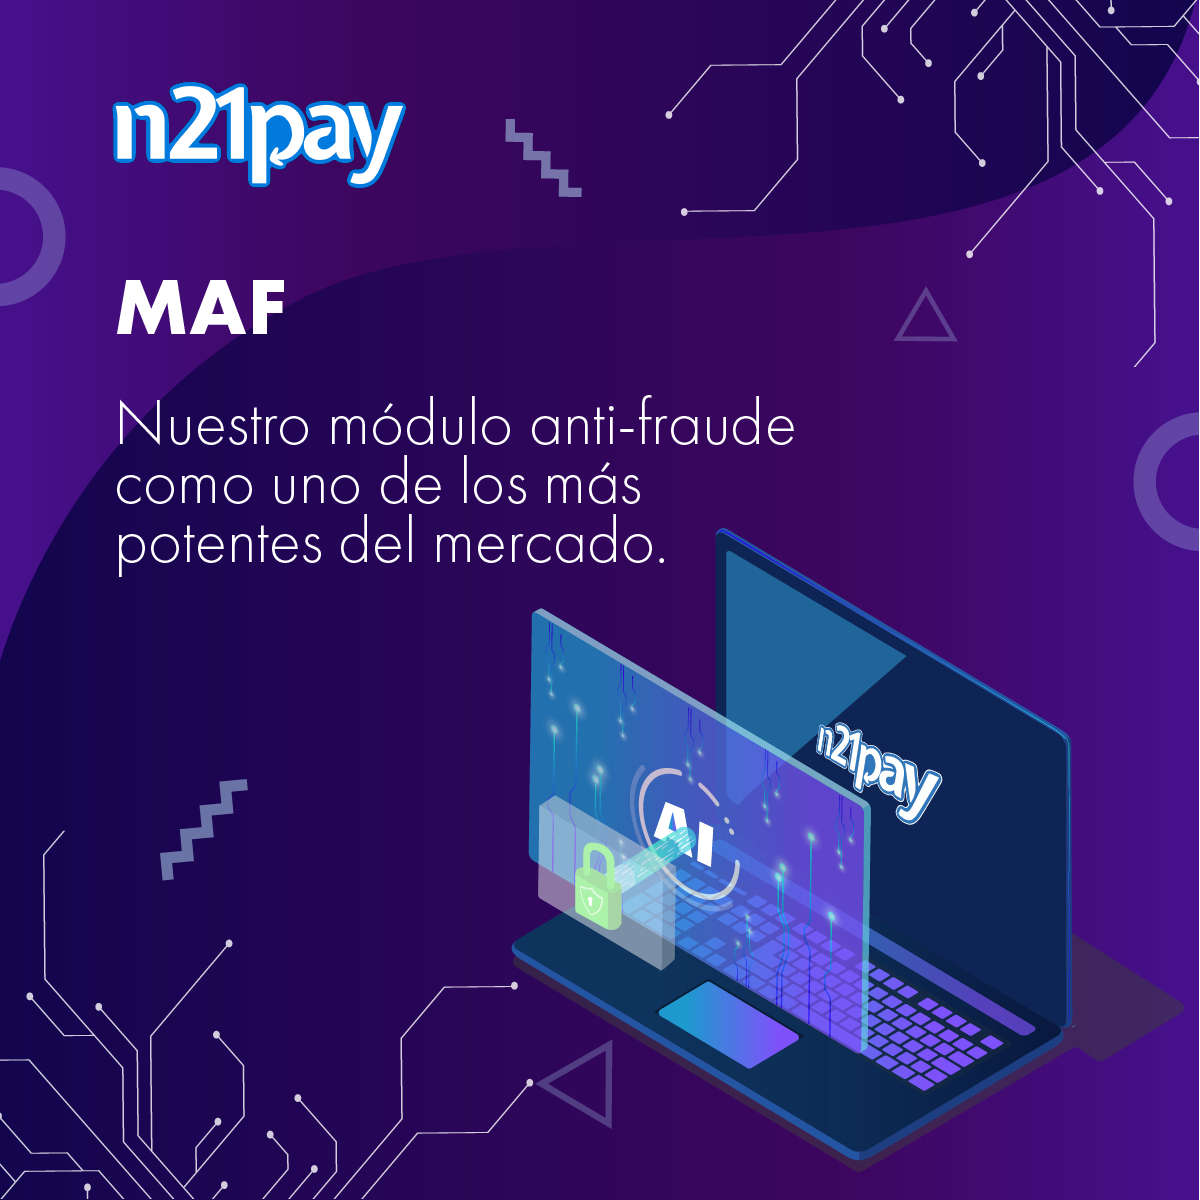 n21pay
MAF
Nuestro módulo anti-fraude
como uno de los más
potentes del mercado.
n21pay
AI